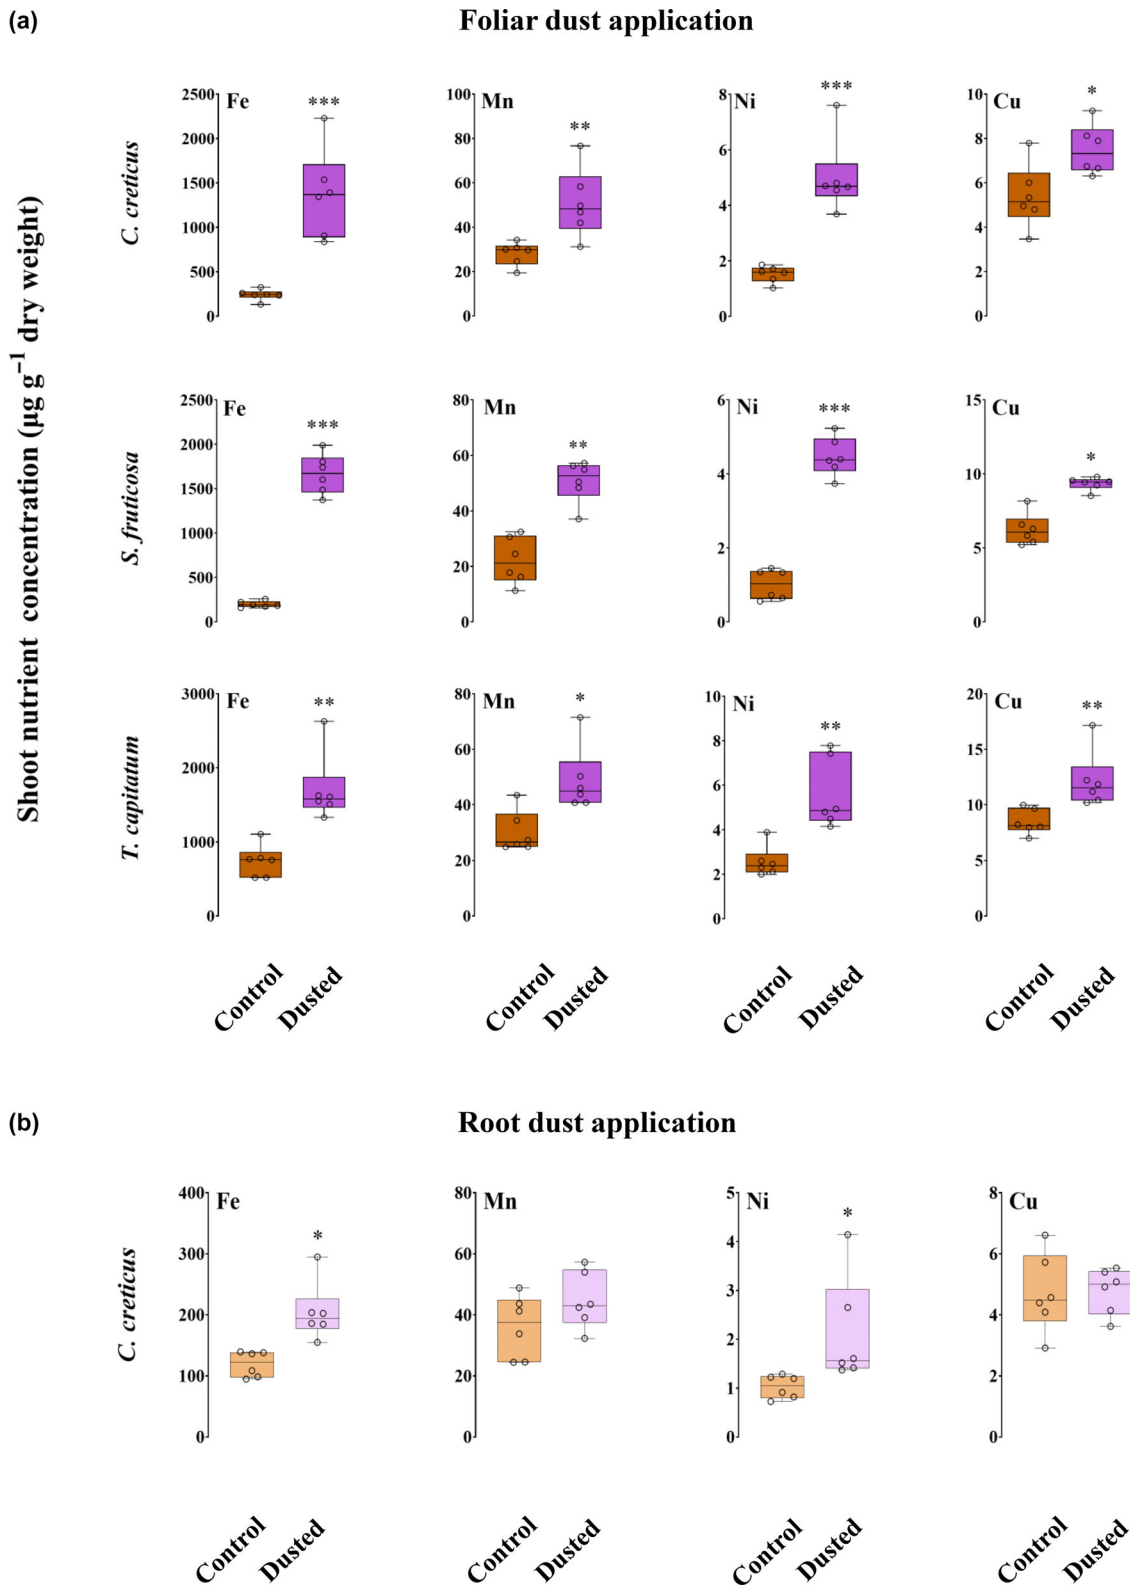 (a)
Foliar dust application
Shoot nutrient concentration (µg g⁻¹ dry weight)
C. creticus
Fe
2500
2000
1500
1000
500
0
***
Mn
100
80
60
40
20
0
**
Ni
8
6
4
2
0
***
Cu
10
8
6
4
2
0
*
S. fruticosa
Fe
2500
2000
1500
1000
500
0
***
Mn
80
60
40
20
0
**
Ni
6
4
2
0
***
Cu
15
10
5
0
*
T. capitatum
Fe
3000
2000
1000
0
**
Mn
80
60
40
20
0
*
Ni
10
8
6
4
2
0
**
Cu
20
15
10
5
0
**
Control
Dusted
Control
Dusted
Control
Dusted
Control
Dusted
(b)
Root dust application
C. creticus
Fe
400
300
200
100
0
*
Mn
80
60
40
20
0
Ni
5
4
3
2
1
0
*
Cu
8
6
4
2
0
Control
Dusted
Control
Dusted
Control
Dusted
Control
Dusted